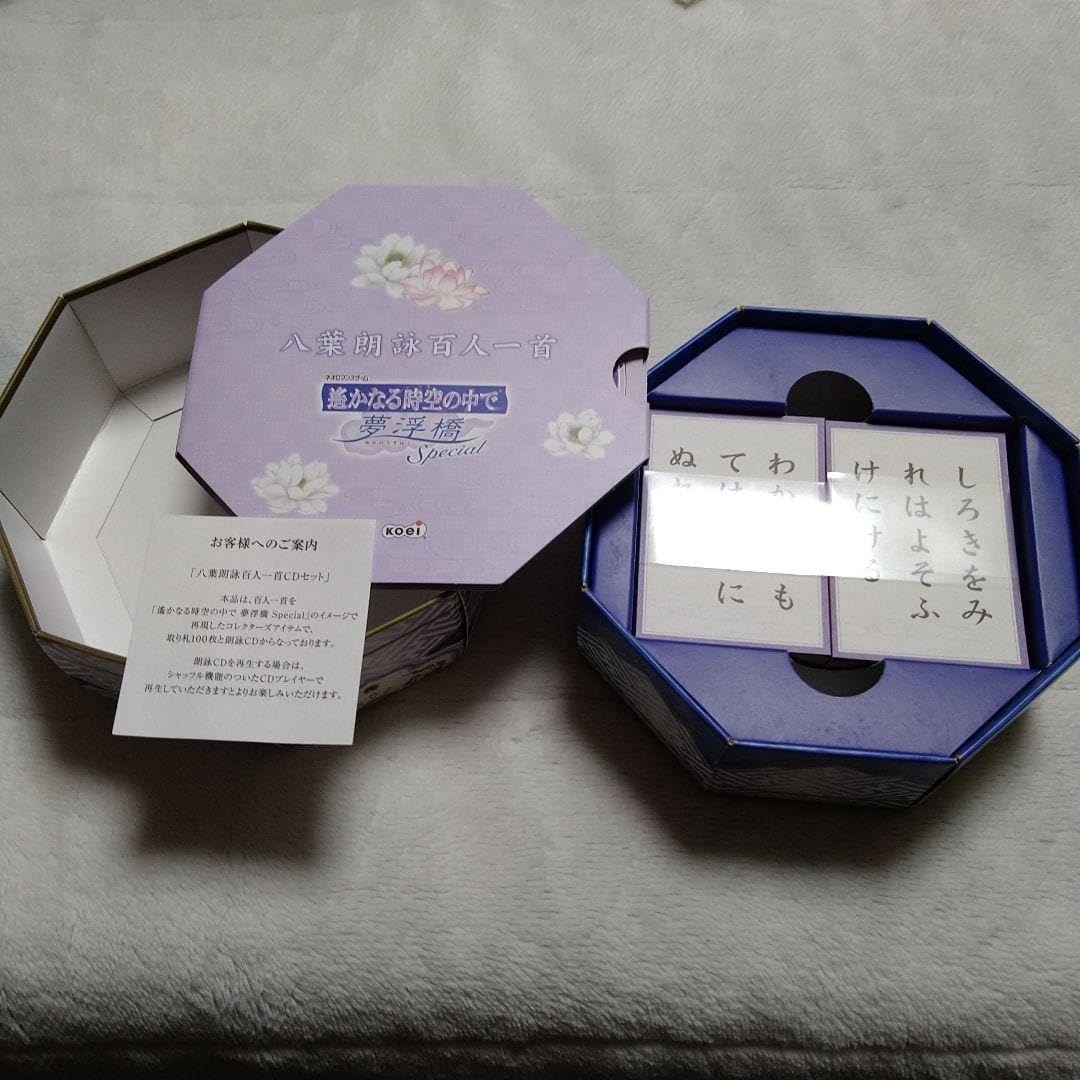 八葉朗詠百人一首
ネオロマンスゲーム
遙かなる時空の中で
夢浮橋
Special
KOEI
お客様へのご案内
「八葉朗詠百人一首CDセット」
本品は、百人一首を
「遙かなる時空の中で 夢浮橋 Special」のイメージで
再現したコレクターズアイテムで、
取り札100枚と朗詠CDからなっております。
朗詠CDを再生する場合は、
シャッフル機能のついたCDプレイヤーで
再生していただきますとよりお楽しみいただけます。
しろきをみ
れはよそふ
けにける
わか も
ては に
ぬれ